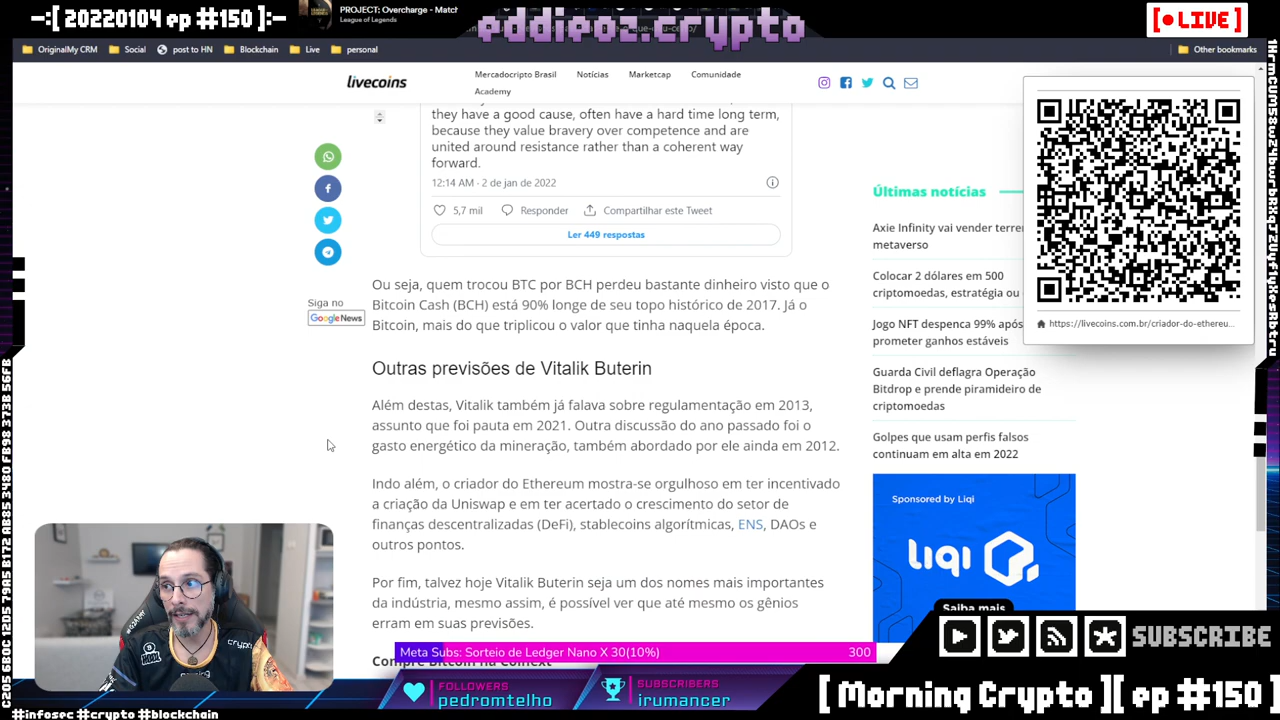 -:[ 20220104 ep #150]:-
PROJECT: Overcharge - Match
League of Legends
eddieoz.crypto
[ • LIVE ]
OriginalMy CRM
Social
post to HN
Blockchain
Live
personal
Other bookmarks
livecoins
Mercadocripto Brasil
Notícias
Marketcap
Comunidade
Academy
they have a good cause, often have a hard time long term,
because they value bravery over competence and are
united around resistance rather than a coherent way
forward.
12:14 AM · 2 de jan de 2022
5,7 mil
Responder
Compartilhar este Tweet
Ler 449 respostas
Siga no
Google News
Ou seja, quem trocou BTC por BCH perdeu bastante dinheiro visto que o
Bitcoin Cash (BCH) está 90% longe de seu topo histórico de 2017. Já o
Bitcoin, mais do que triplicou o valor que tinha naquela época.
Outras previsões de Vitalik Buterin
Além destas, Vitalik também já falava sobre regulamentação em 2013,
assunto que foi pauta em 2021. Outra discussão do ano passado foi o
gasto energético da mineração, também abordado por ele ainda em 2012.
Indo além, o criador do Ethereum mostra-se orgulhoso em ter incentivado
a criação da Uniswap e em ter acertado o crescimento do setor de
finanças descentralizadas (DeFi), stablecoins algorítmicas, ENS, DAOs e
outros pontos.
Por fim, talvez hoje Vitalik Buterin seja um dos nomes mais importantes
da indústria, mesmo assim, é possível ver que até mesmo os gênios
erram em suas previsões.
Compre Bitcoin na Coinext
Últimas notícias
Axie Infinity vai vender
metaverso
Colocar 2 dólares em 500
criptomoedas, estratégia ou
Jogo NFT despenca 99% após
prometer ganhos estáveis
Guarda Civil deflagra Operação
Bitdrop e prende piramideiro de
criptomoedas
Golpes que usam perfis falsos
continuam em alta em 2022
https://livecoins.com.br/criador-do-ethereu...
Sponsored by Liqi
Liqi
Saiba mais
Meta Subs: Sorteio de Ledger Nano X 30(10%)
300
FOLLOWERS
pedromtelho
SUBSCRIBERS
irumancer
SUBSCRIBE
[ Morning Crypto ][ ep #150 ]
#infosec #crypto #blockchain